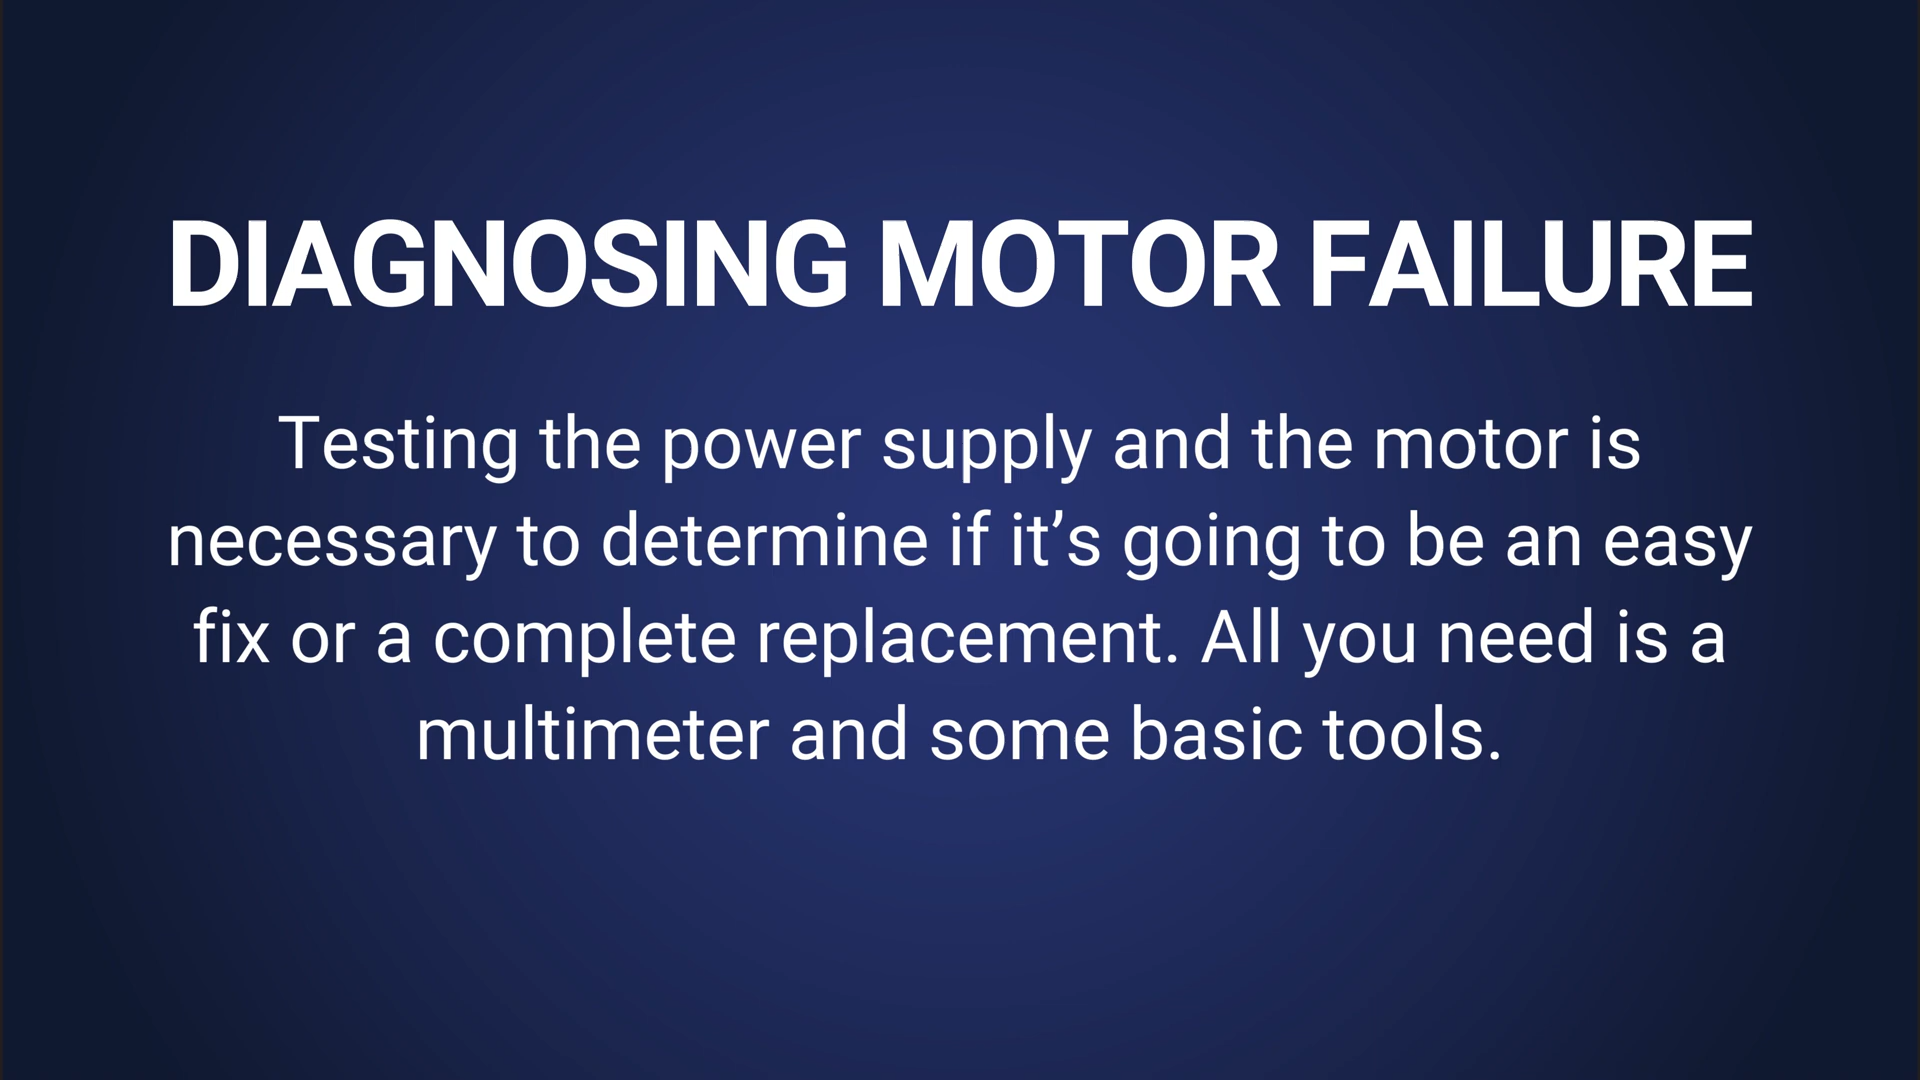 DIAGNOSING MOTOR FAILURE
Testing the power supply and the motor is
necessary to determine if it’s going to be an easy
fix or a complete replacement. All you need is a
multimeter and some basic tools.